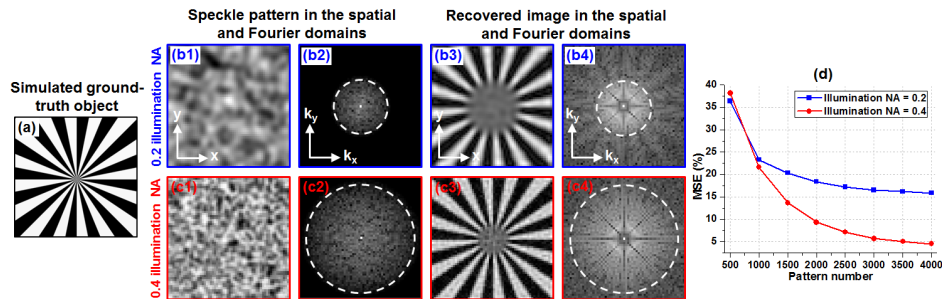 Speckle pattern in the spatial
and Fourier domains
Recovered image in the spatial
and Fourier domains
Simulated ground-
truth object
(a)
0.2 illumination NA
(b1)
y
x
(b2)
ky
kx
(b3)
y
x
(b4)
ky
kx
0.4 illumination NA
(c1)
(c2)
(c3)
(c4)
(d)
Illumination NA = 0.2
Illumination NA = 0.4
MSE (%)
40
35
30
25
20
15
10
5
500 1000 1500 2000 2500 3000 3500 4000
Pattern number